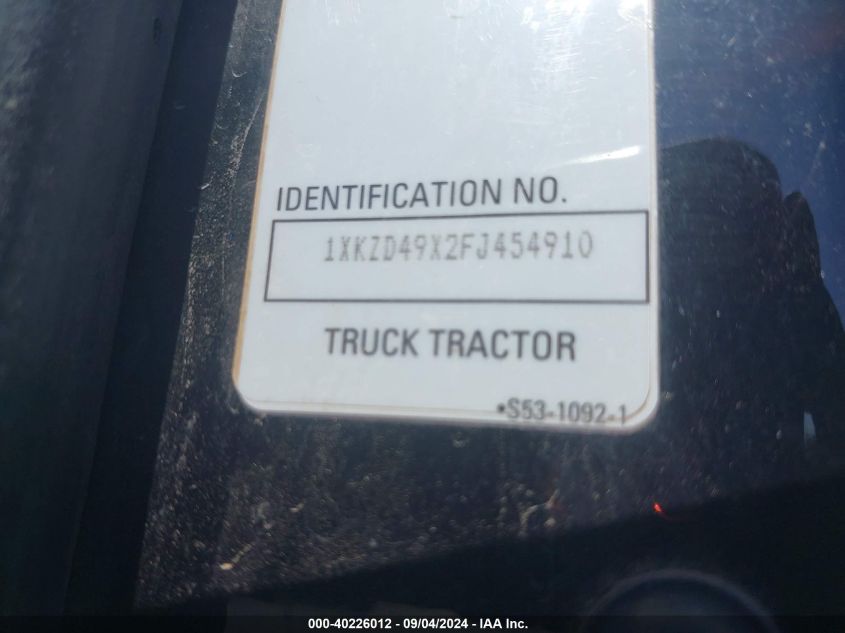 IDENTIFICATION NO.
1XKZD49X2FJ454910
TRUCK TRACTOR
•S53-1092-1
000-40226012 - 09/04/2024 - IAA Inc.